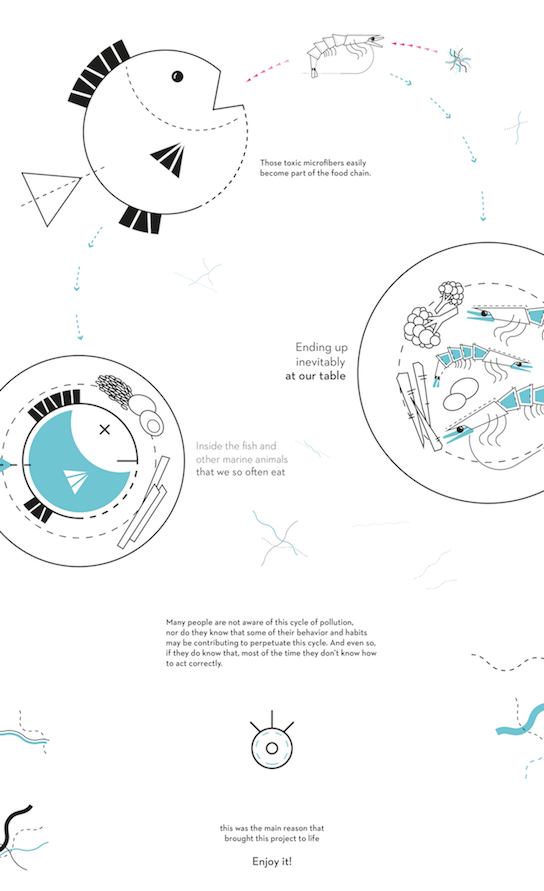 Those toxic microfibers easily
become part of the food chain.
Ending up
inevitably
at our table
Inside the fish and
other marine animals
that we so often eat
Many people are not aware of this cycle of pollution,
nor do they know that some of their behavior and habits
may be contributing to perpetuate this cycle. And even so,
if they do know that, most of the time they don't know how
to act correctly.
this was the main reason that
brought this project to life
Enjoy it!